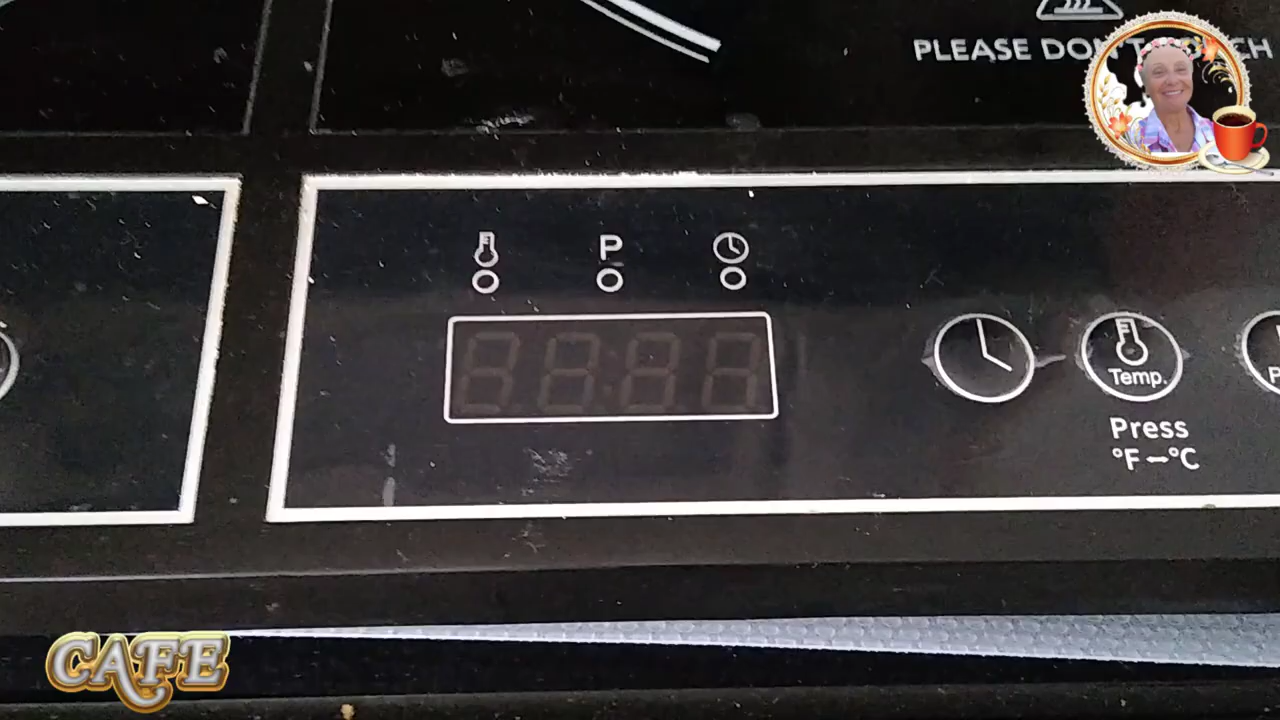 PLEASE DON'T TOUCH
P
Temp.
P
Press
°F↔°C
CAFE